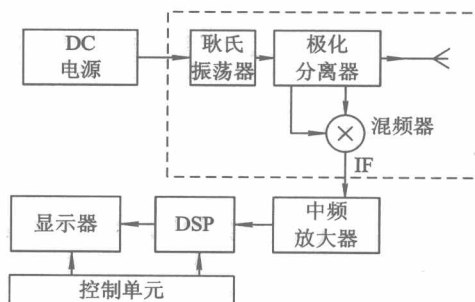 DC
电源
耿氏
振荡器
极化
分离器
混频器
IF
显示器
DSP
中频
放大器
控制单元